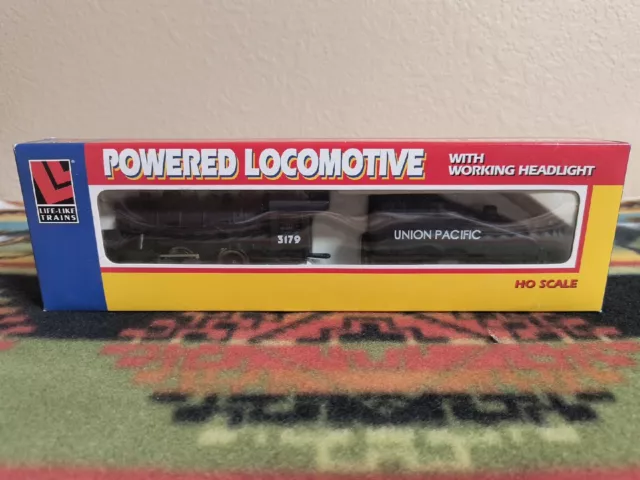 LIFE-LIKE
TRAINS
POWERED LOCOMOTIVE
WITH
WORKING HEADLIGHT
3179
UNION PACIFIC
HO SCALE